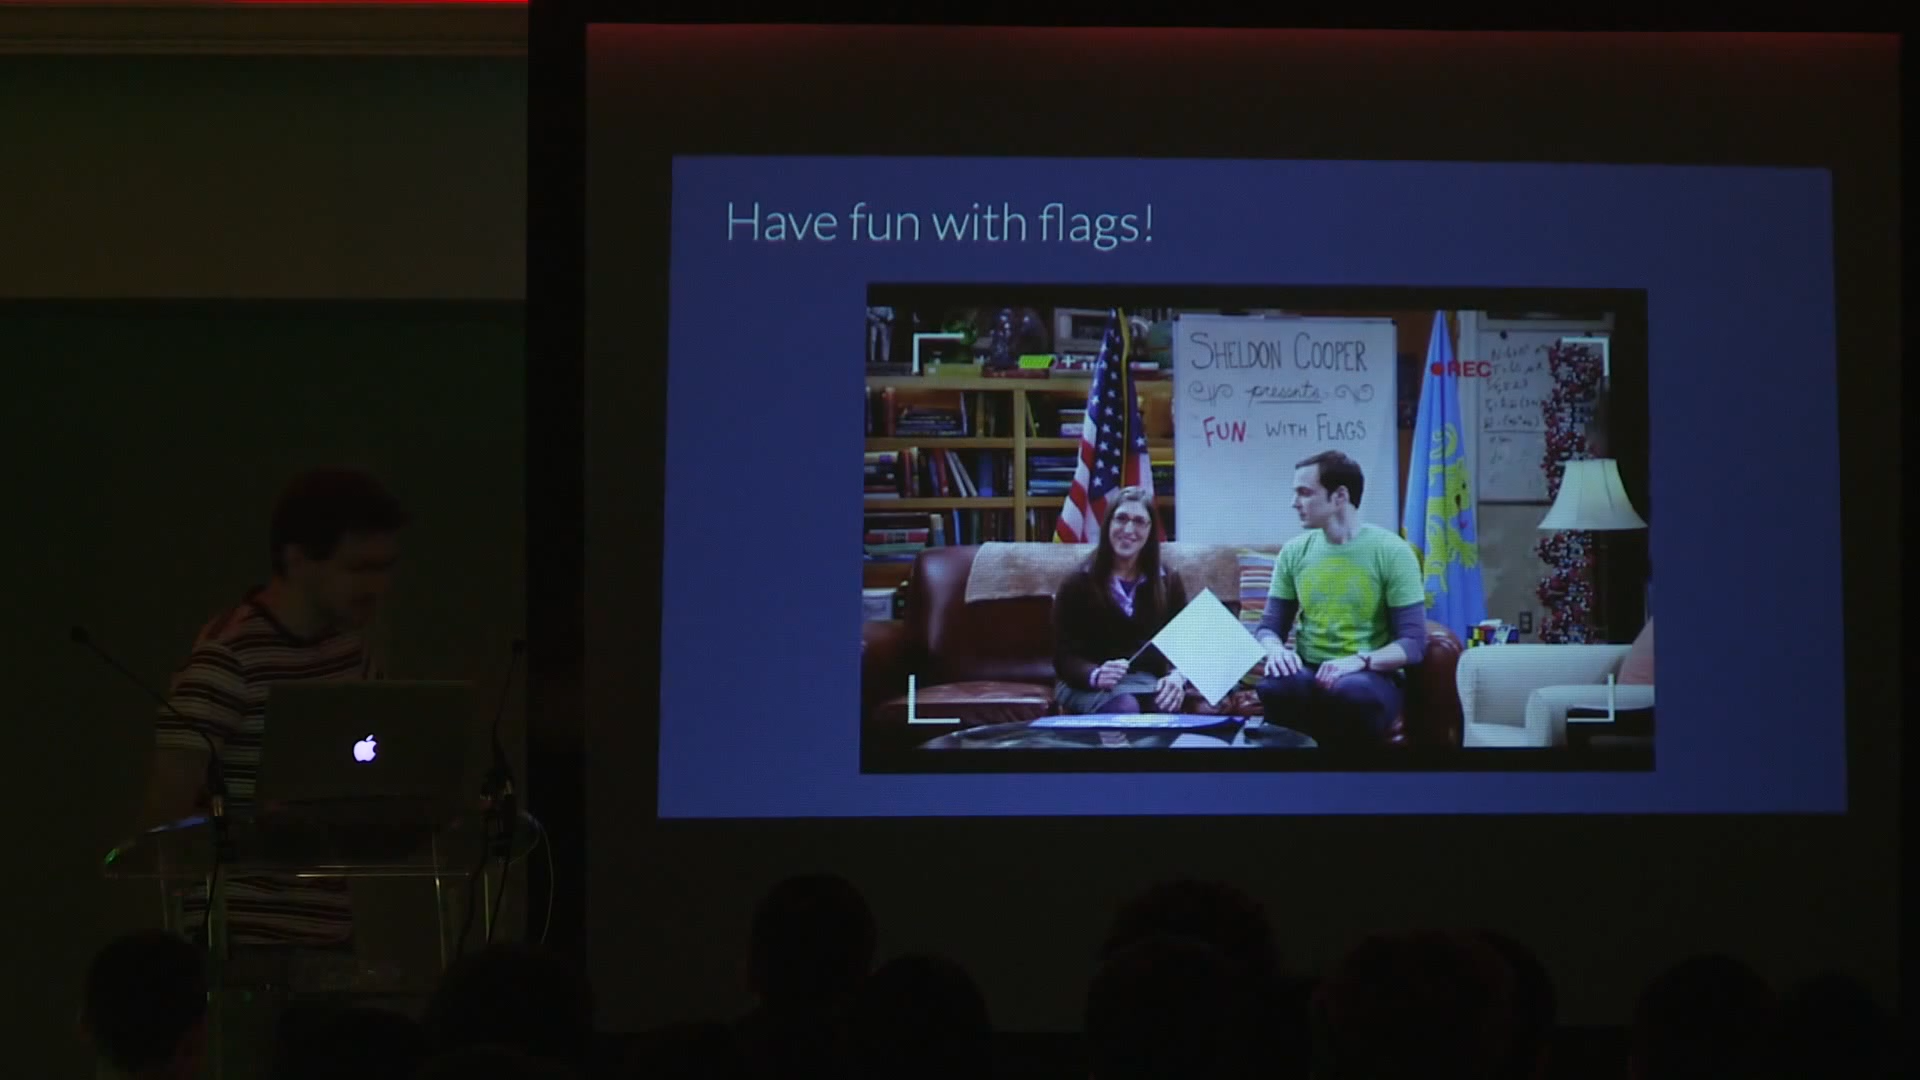 Have fun with flags!
SHELDON COOPER
presents
FUN WITH FLAGS
REC